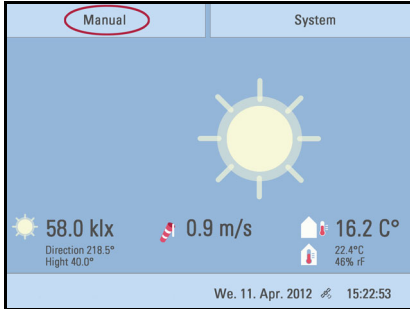 Manual
System
58.0 klx
Direction 218.5°
Hight 40.0°
0.9 m/s
16.2 C°
22.4°C
46% rF
We. 11. Apr. 2012
15:22:53